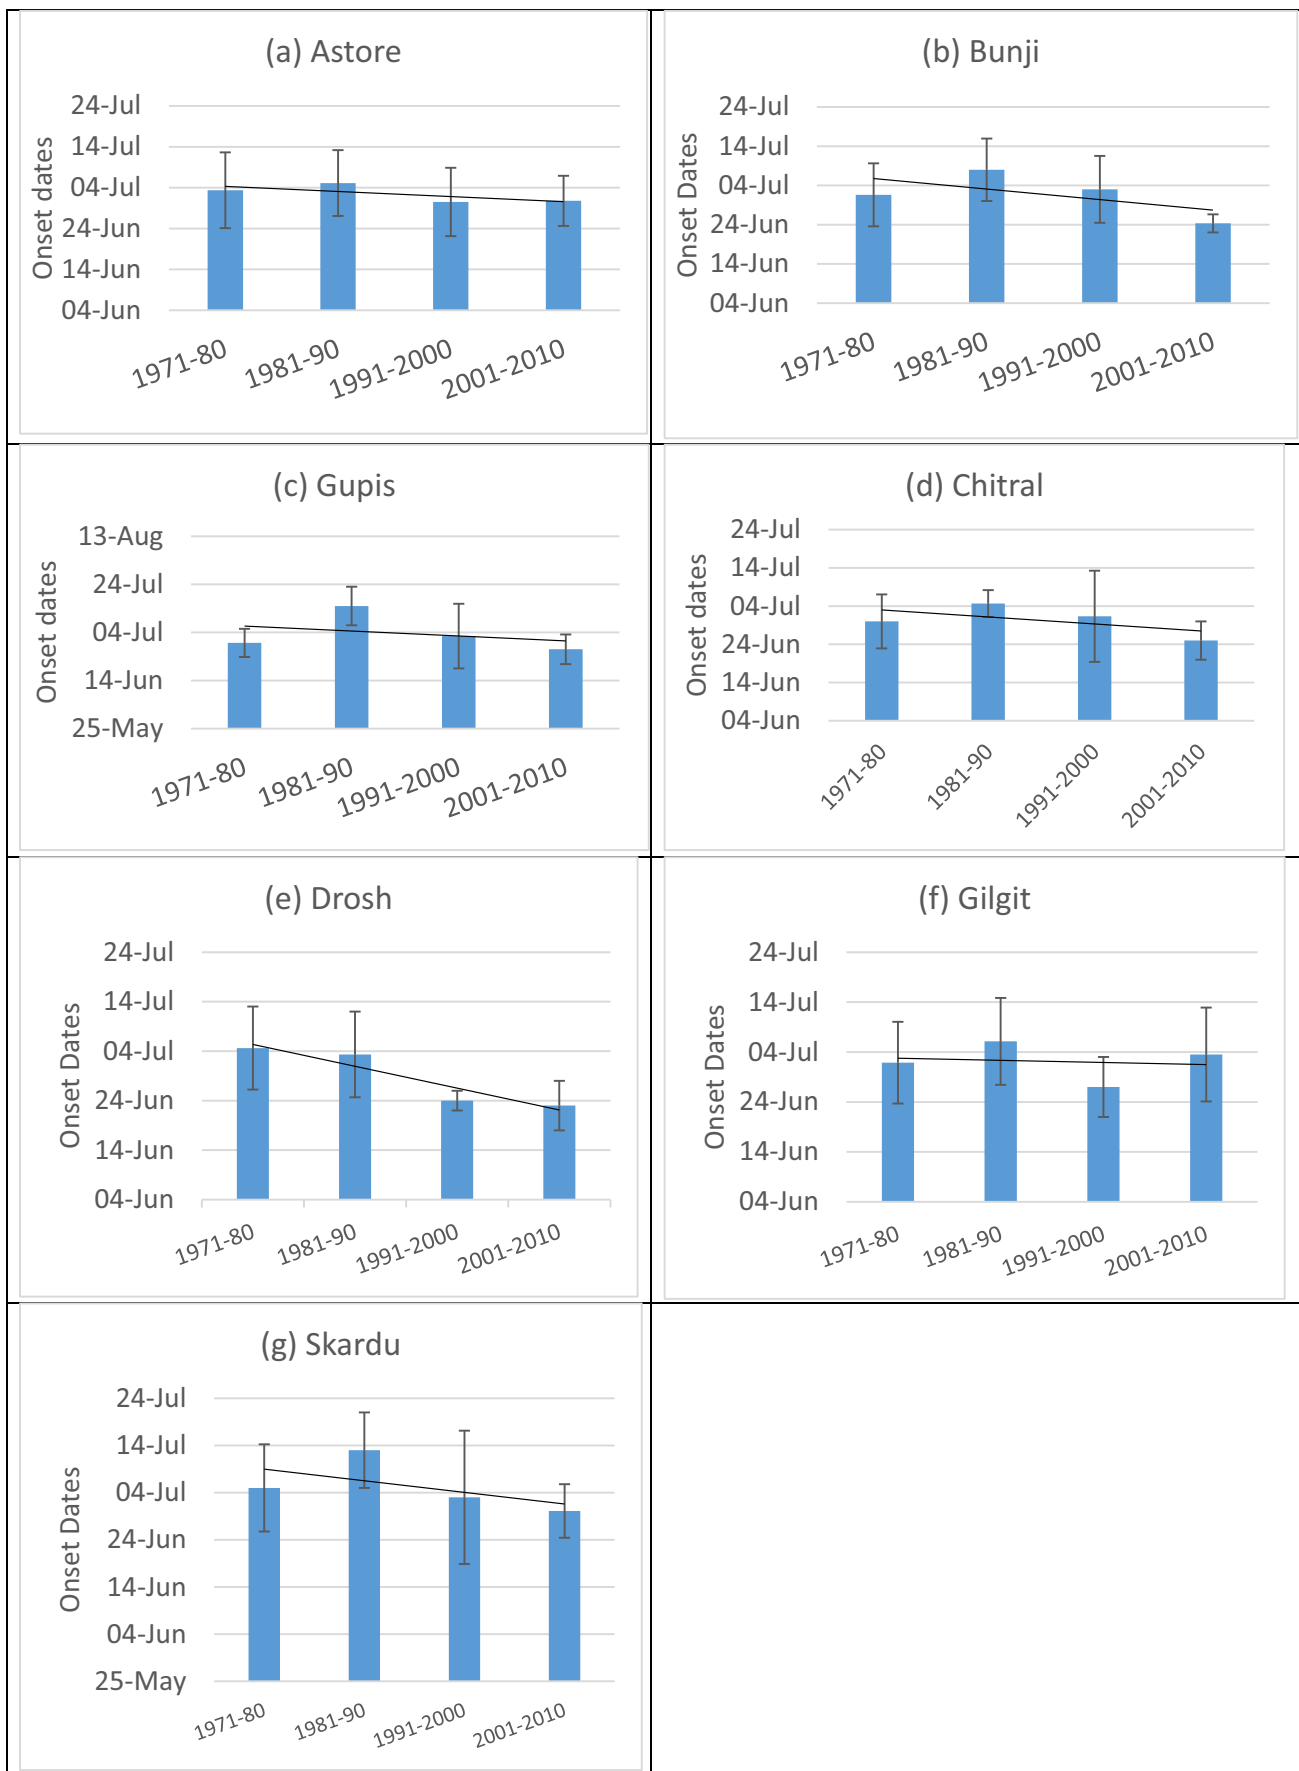 (a) Astore
Onset dates
24-Jul
14-Jul
04-Jul
24-Jun
14-Jun
04-Jun
1971-80
1981-90
1991-2000
2001-2010
(b) Bunji
Onset Dates
24-Jul
14-Jul
04-Jul
24-Jun
14-Jun
04-Jun
1971-80
1981-90
1991-2000
2001-2010
(c) Gupis
Onset dates
13-Aug
24-Jul
04-Jul
14-Jun
25-May
1971-80
1981-90
1991-2000
2001-2010
(d) Chitral
Onset dates
24-Jul
14-Jul
04-Jul
24-Jun
14-Jun
04-Jun
1971-80
1981-90
1991-2000
2001-2010
(e) Drosh
Onset Dates
24-Jul
14-Jul
04-Jul
24-Jun
14-Jun
04-Jun
1971-80
1981-90
1991-2000
2001-2010
(f) Gilgit
Onset Dates
24-Jul
14-Jul
04-Jul
24-Jun
14-Jun
04-Jun
1971-80
1981-90
1991-2000
2001-2010
(g) Skardu
Onset Dates
24-Jul
14-Jul
04-Jul
24-Jun
14-Jun
04-Jun
25-May
1971-80
1981-90
1991-2000
2001-2010